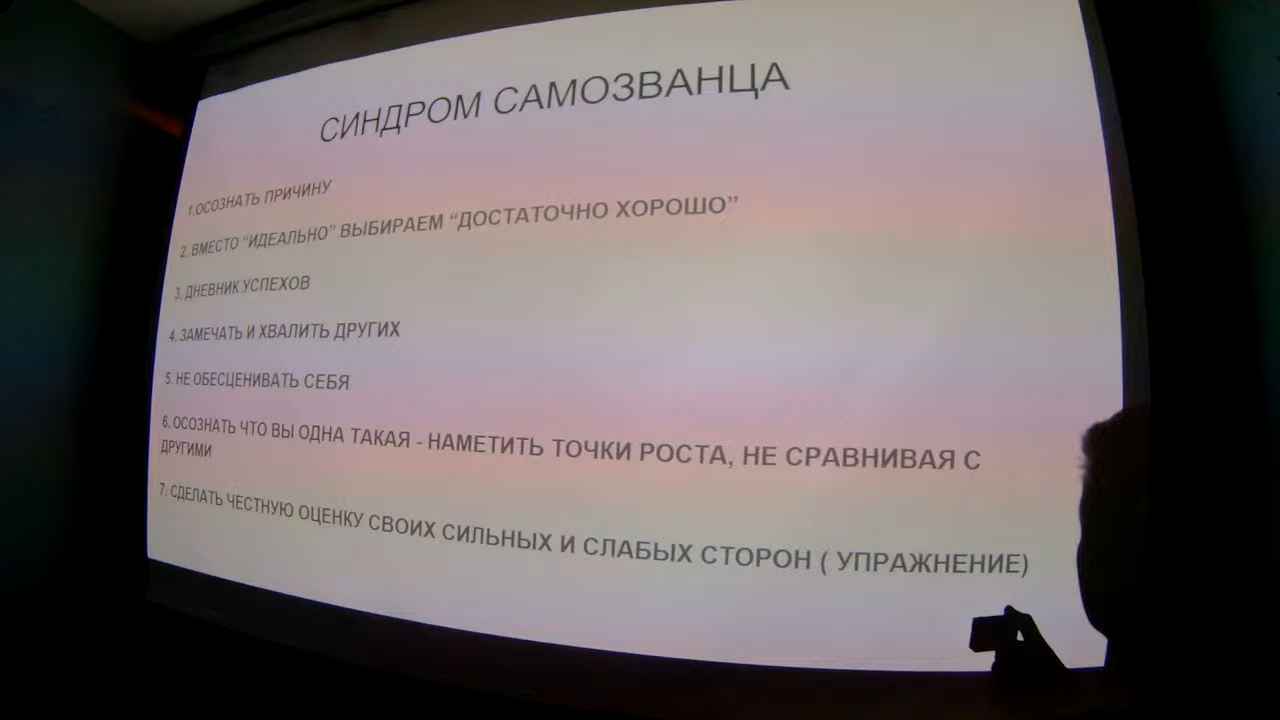 СИНДРОМ САМОЗВАНЦА
1.ОСОЗНАТЬ ПРИЧИНУ
2. ВМЕСТО “ИДЕАЛЬНО” ВЫБИРАЕМ “ДОСТАТОЧНО ХОРОШО”
3. ДНЕВНИК УСПЕХОВ
4. ЗАМЕЧАТЬ И ХВАЛИТЬ ДРУГИХ
5. НЕ ОБЕСЦЕНИВАТЬ СЕБЯ
6. ОСОЗНАТЬ ЧТО ВЫ ОДНА ТАКАЯ - НАМЕТИТЬ ТОЧКИ РОСТА, НЕ СРАВНИВАЯ С
ДРУГИМИ
7. СДЕЛАТЬ ЧЕСТНУЮ ОЦЕНКУ СВОИХ СИЛЬНЫХ И СЛАБЫХ СТОРОН ( УПРАЖНЕНИЕ)